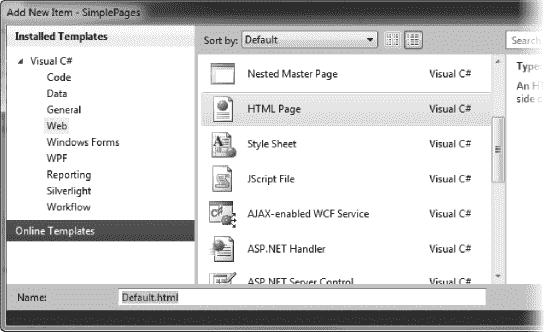 Add New Item - SimplePages
Installed Templates
Visual C#
Code
Data
General
Web
Windows Forms
WPF
Reporting
Silverlight
Workflow
Online Templates
Sort by: Default
Search
Nested Master Page Visual C#
HTML Page Visual C#
Style Sheet Visual C#
JScript File Visual C#
AJAX-enabled WCF Service Visual C#
ASP.NET Handler Visual C#
ASP.NET Server Control Visual C#
Type:
An HT
side c
Name: Default.html